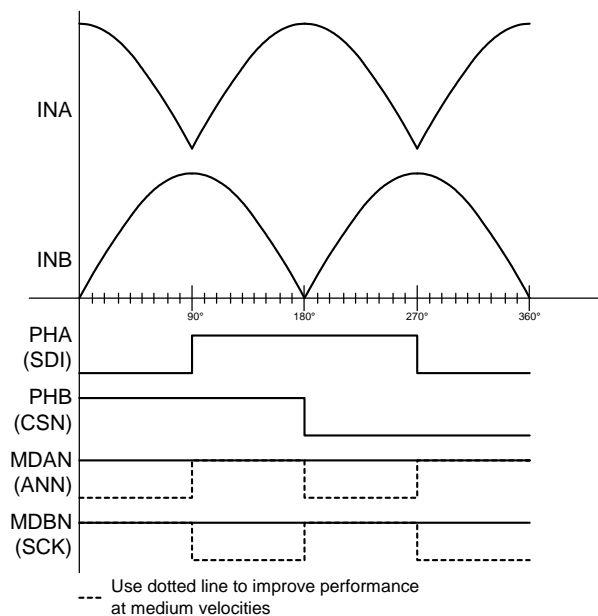 INA
INB
90° 180° 270° 360°
PHA
(SDI)
PHB
(CSN)
MDAN
(ANN)
MDBN
(SCK)
Use dotted line to improve performance
at medium velocities